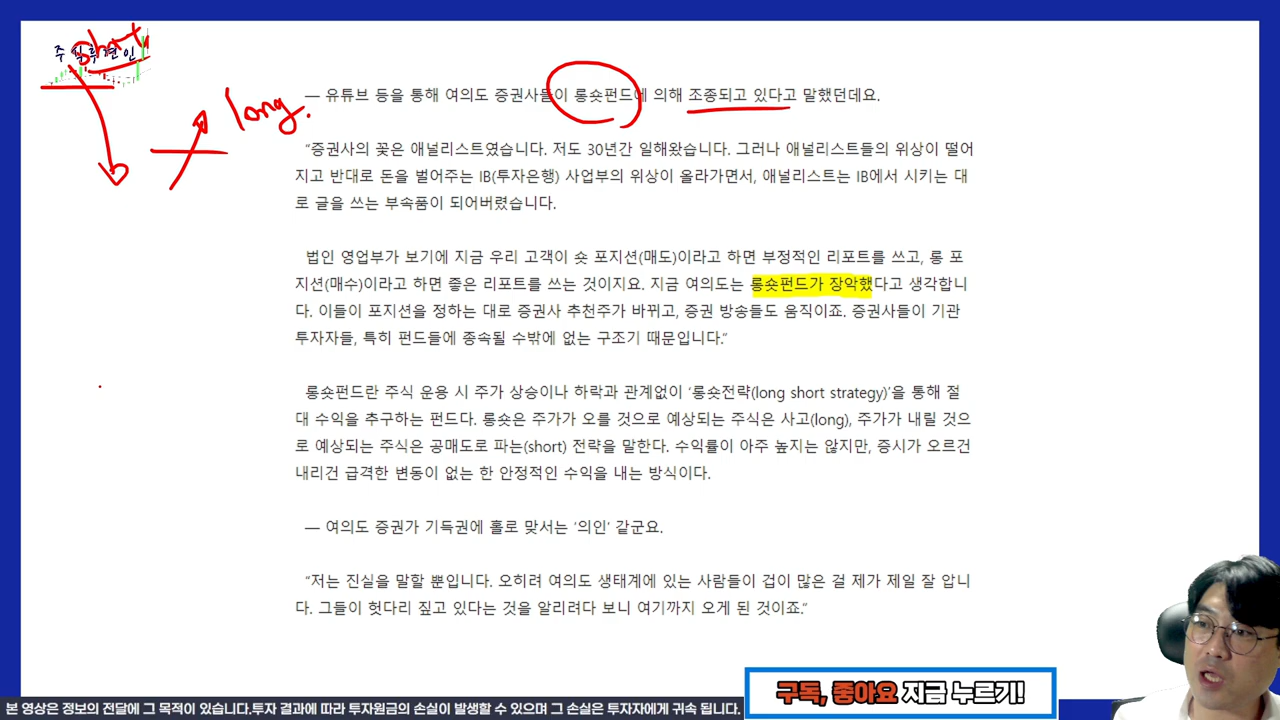 주식투현인
short
long.
— 유튜브 등을 통해 여의도 증권사들이 롱숏펀드에 의해 조종되고 있다고 말했던데요.
“증권사의 꽃은 애널리스트였습니다. 저도 30년간 일해왔습니다. 그러나 애널리스트들의 위상이 떨어
지고 반대로 돈을 벌어주는 IB(투자은행) 사업부의 위상이 올라가면서, 애널리스트는 IB에서 시키는 대
로 글을 쓰는 부속품이 되어버렸습니다.
법인 영업부가 보기에 지금 우리 고객이 숏 포지션(매도)이라고 하면 부정적인 리포트를 쓰고, 롱 포
지션(매수)이라고 하면 좋은 리포트를 쓰는 것이지요. 지금 여의도는 롱숏펀드가 장악했다고 생각합니
다. 이들이 포지션을 정하는 대로 증권사 추천주가 바뀌고, 증권 방송들도 움직이죠. 증권사들이 기관
투자자들, 특히 펀드들에 종속될 수밖에 없는 구조기 때문입니다.“
롱숏펀드란 주식 운용 시 주가 상승이나 하락과 관계없이 ‘롱숏전략(long short strategy)’을 통해 절
대 수익을 추구하는 펀드다. 롱숏은 주가가 오를 것으로 예상되는 주식은 사고(long), 주가가 내릴 것으
로 예상되는 주식은 공매도로 파는(short) 전략을 말한다. 수익률이 아주 높지는 않지만, 증시가 오르건
내리건 급격한 변동이 없는 한 안정적인 수익을 내는 방식이다.
— 여의도 증권가 기득권에 홀로 맞서는 ‘의인’ 같군요.
“저는 진실을 말할 뿐입니다. 오히려 여의도 생태계에 있는 사람들이 겁이 많은 걸 제가 제일 잘 압니
다. 그들이 헛다리 짚고 있다는 것을 알리려다 보니 여기까지 오게 된 것이죠.“
구독, 좋아요 지금 누르기!
본 영상은 정보의 전달에 그 목적이 있습니다.투자 결과에 따라 투자원금의 손실이 발생할 수 있으며 그 손실은 투자자에게 귀속 됩니다.